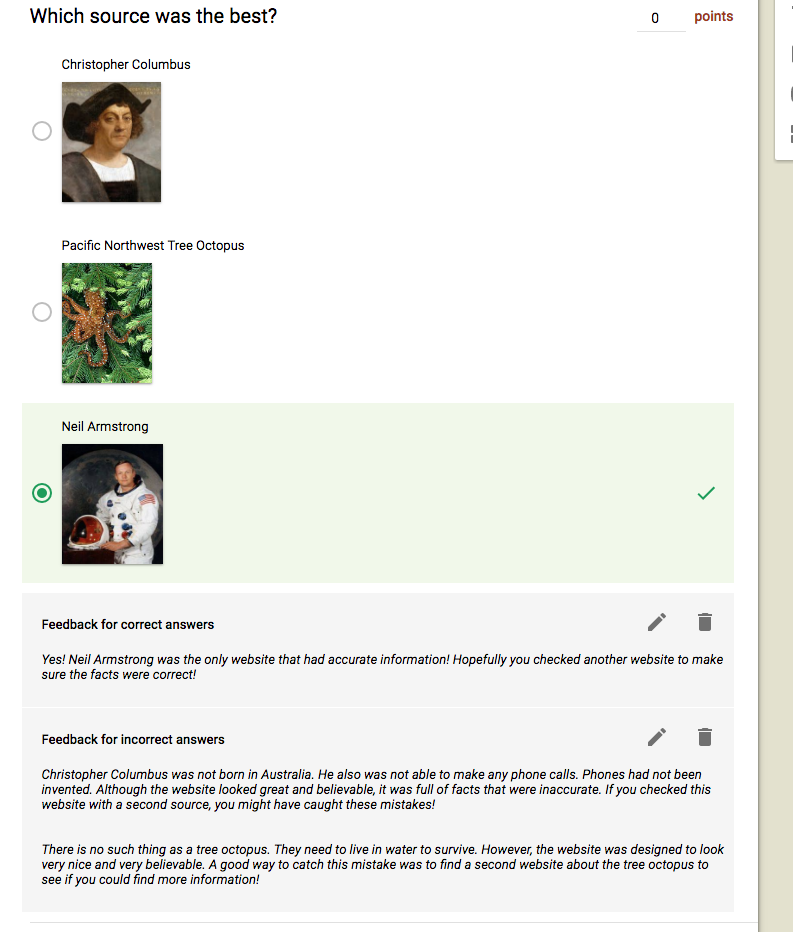 Which source was the best?
0 points
Christopher Columbus
Pacific Northwest Tree Octopus
Neil Armstrong
Feedback for correct answers
Yes! Neil Armstrong was the only website that had accurate information! Hopefully you checked another website to make
sure the facts were correct!
Feedback for incorrect answers
Christopher Columbus was not born in Australia. He also was not able to make any phone calls. Phones had not been
invented. Although the website looked great and believable, it was full of facts that were inaccurate. If you checked this
website with a second source, you might have caught these mistakes!
There is no such thing as a tree octopus. They need to live in water to survive. However, the website was designed to look
very nice and very believable. A good way to catch this mistake was to find a second website about the tree octopus to
see if you could find more information!